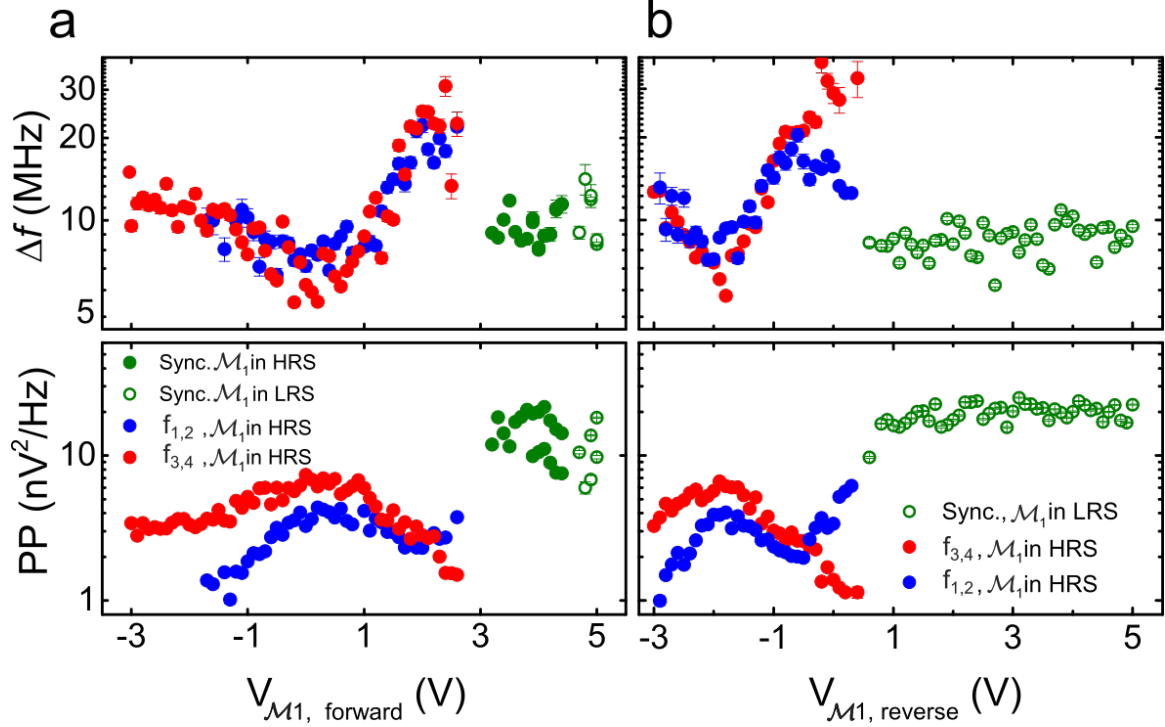 a
b
Δf (MHz)
30
20
10
5
PP (nV²/Hz)
10
1
Sync. ℳ₁ in HRS
Sync. ℳ₁ in LRS
f₁,₂ , ℳ₁ in HRS
f₃,₄ , ℳ₁ in HRS
Sync., ℳ₁ in LRS
f₃,₄, ℳ₁ in HRS
f₁,₂, ℳ₁ in HRS
-3 -1 1 3 5
-3 -1 1 3 5
V ℳ1, forward (V)
V ℳ1, reverse (V)